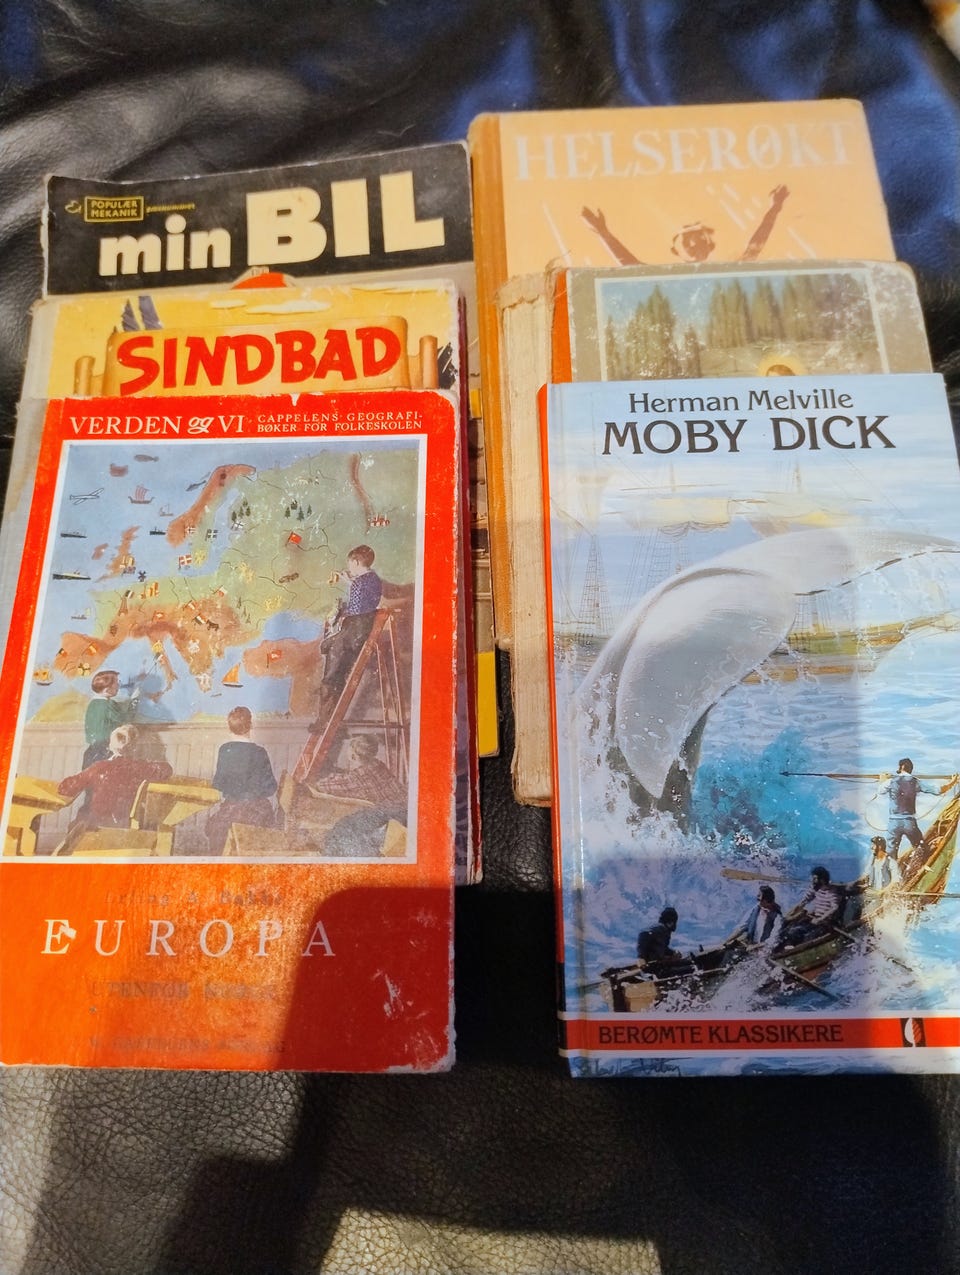 POPULÆR
MEKANIK
min BIL
HELSERØKT
SINDBAD
VERDEN og VI CAPPELENS GEOGRAFI-
BØKER FOR FOLKESKOLEN
EUROPA
Herman Melville
MOBY DICK
BERØMTE KLASSIKERE